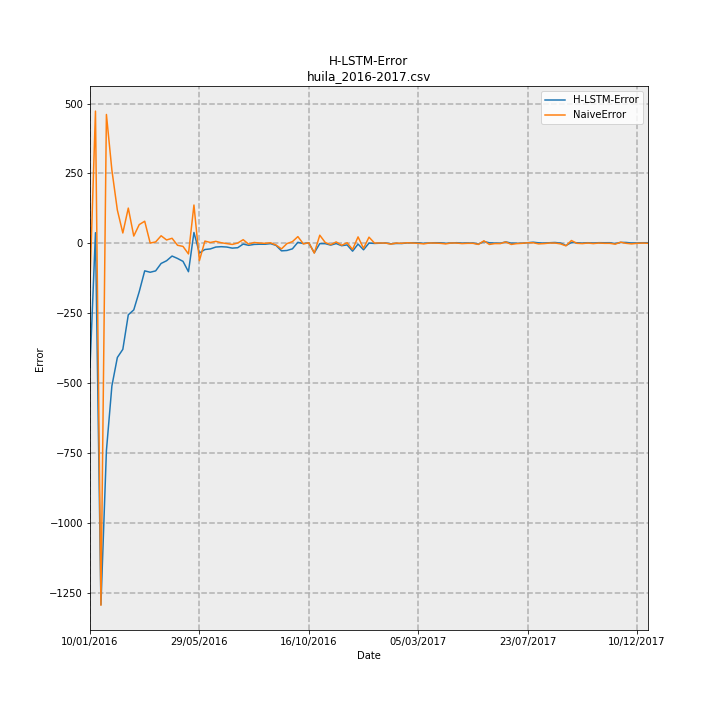 H-LSTM-Error
huila_2016-2017.csv
H-LSTM-Error
NaiveError
500
250
0
−250
−500
−750
−1000
−1250
Error
10/01/2016 29/05/2016 16/10/2016 05/03/2017 23/07/2017 10/12/2017
Date